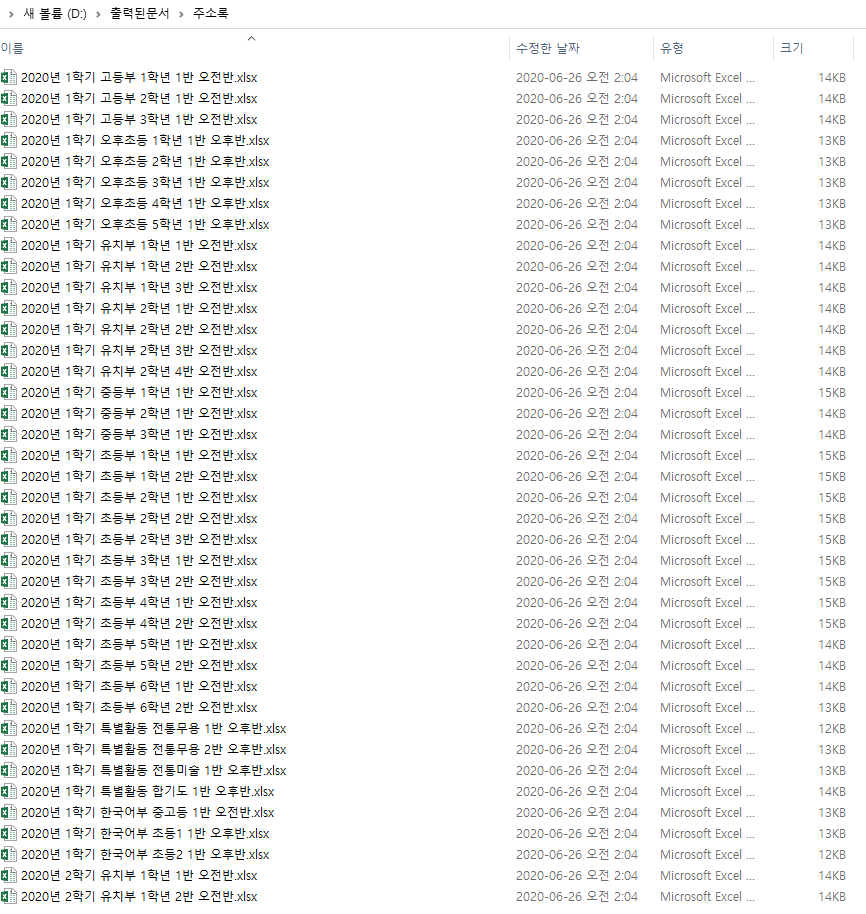 새 볼륨 (D:) > 출력된문서 > 주소록
이름 수정한 날짜 유형 크기
2020년 1학기 고등부 1학년 1반 오전반.xlsx 2020-06-26 오전 2:04 Microsoft Excel ... 14KB
2020년 1학기 고등부 2학년 1반 오전반.xlsx 2020-06-26 오전 2:04 Microsoft Excel ... 14KB
2020년 1학기 고등부 3학년 1반 오전반.xlsx 2020-06-26 오전 2:04 Microsoft Excel ... 14KB
2020년 1학기 오후초등 1학년 1반 오후반.xlsx 2020-06-26 오전 2:04 Microsoft Excel ... 13KB
2020년 1학기 오후초등 2학년 1반 오후반.xlsx 2020-06-26 오전 2:04 Microsoft Excel ... 13KB
2020년 1학기 오후초등 3학년 1반 오후반.xlsx 2020-06-26 오전 2:04 Microsoft Excel ... 13KB
2020년 1학기 오후초등 4학년 1반 오후반.xlsx 2020-06-26 오전 2:04 Microsoft Excel ... 13KB
2020년 1학기 오후초등 5학년 1반 오후반.xlsx 2020-06-26 오전 2:04 Microsoft Excel ... 13KB
2020년 1학기 유치부 1학년 1반 오전반.xlsx 2020-06-26 오전 2:04 Microsoft Excel ... 14KB
2020년 1학기 유치부 1학년 2반 오전반.xlsx 2020-06-26 오전 2:04 Microsoft Excel ... 14KB
2020년 1학기 유치부 1학년 3반 오전반.xlsx 2020-06-26 오전 2:04 Microsoft Excel ... 14KB
2020년 1학기 유치부 2학년 1반 오전반.xlsx 2020-06-26 오전 2:04 Microsoft Excel ... 14KB
2020년 1학기 유치부 2학년 2반 오전반.xlsx 2020-06-26 오전 2:04 Microsoft Excel ... 14KB
2020년 1학기 유치부 2학년 3반 오전반.xlsx 2020-06-26 오전 2:04 Microsoft Excel ... 14KB
2020년 1학기 유치부 2학년 4반 오전반.xlsx 2020-06-26 오전 2:04 Microsoft Excel ... 14KB
2020년 1학기 중등부 1학년 1반 오전반.xlsx 2020-06-26 오전 2:04 Microsoft Excel ... 15KB
2020년 1학기 중등부 2학년 1반 오전반.xlsx 2020-06-26 오전 2:04 Microsoft Excel ... 14KB
2020년 1학기 중등부 3학년 1반 오전반.xlsx 2020-06-26 오전 2:04 Microsoft Excel ... 14KB
2020년 1학기 초등부 1학년 1반 오전반.xlsx 2020-06-26 오전 2:04 Microsoft Excel ... 15KB
2020년 1학기 초등부 1학년 2반 오전반.xlsx 2020-06-26 오전 2:04 Microsoft Excel ... 15KB
2020년 1학기 초등부 2학년 1반 오전반.xlsx 2020-06-26 오전 2:04 Microsoft Excel ... 15KB
2020년 1학기 초등부 2학년 2반 오전반.xlsx 2020-06-26 오전 2:04 Microsoft Excel ... 15KB
2020년 1학기 초등부 2학년 3반 오전반.xlsx 2020-06-26 오전 2:04 Microsoft Excel ... 15KB
2020년 1학기 초등부 3학년 1반 오전반.xlsx 2020-06-26 오전 2:04 Microsoft Excel ... 15KB
2020년 1학기 초등부 3학년 2반 오전반.xlsx 2020-06-26 오전 2:04 Microsoft Excel ... 15KB
2020년 1학기 초등부 4학년 1반 오전반.xlsx 2020-06-26 오전 2:04 Microsoft Excel ... 15KB
2020년 1학기 초등부 4학년 2반 오전반.xlsx 2020-06-26 오전 2:04 Microsoft Excel ... 15KB
2020년 1학기 초등부 5학년 1반 오전반.xlsx 2020-06-26 오전 2:04 Microsoft Excel ... 14KB
2020년 1학기 초등부 5학년 2반 오전반.xlsx 2020-06-26 오전 2:04 Microsoft Excel ... 14KB
2020년 1학기 초등부 6학년 1반 오전반.xlsx 2020-06-26 오전 2:04 Microsoft Excel ... 14KB
2020년 1학기 초등부 6학년 2반 오전반.xlsx 2020-06-26 오전 2:04 Microsoft Excel ... 13KB
2020년 1학기 특별활동 전통무용 1반 오후반.xlsx 2020-06-26 오전 2:04 Microsoft Excel ... 12KB
2020년 1학기 특별활동 전통무용 2반 오후반.xlsx 2020-06-26 오전 2:04 Microsoft Excel ... 13KB
2020년 1학기 특별활동 전통미술 1반 오후반.xlsx 2020-06-26 오전 2:04 Microsoft Excel ... 13KB
2020년 1학기 특별활동 합기도 1반 오후반.xlsx 2020-06-26 오전 2:04 Microsoft Excel ... 14KB
2020년 1학기 한국어부 중고등 1반 오전반.xlsx 2020-06-26 오전 2:04 Microsoft Excel ... 13KB
2020년 1학기 한국어부 초등1 1반 오후반.xlsx 2020-06-26 오전 2:04 Microsoft Excel ... 13KB
2020년 1학기 한국어부 초등2 1반 오후반.xlsx 2020-06-26 오전 2:04 Microsoft Excel ... 12KB
2020년 2학기 유치부 1학년 1반 오전반.xlsx 2020-06-26 오전 2:04 Microsoft Excel ... 14KB
2020년 2학기 유치부 1학년 2반 오전반.xlsx 2020-06-26 오전 2:04 Microsoft Excel ... 14KB